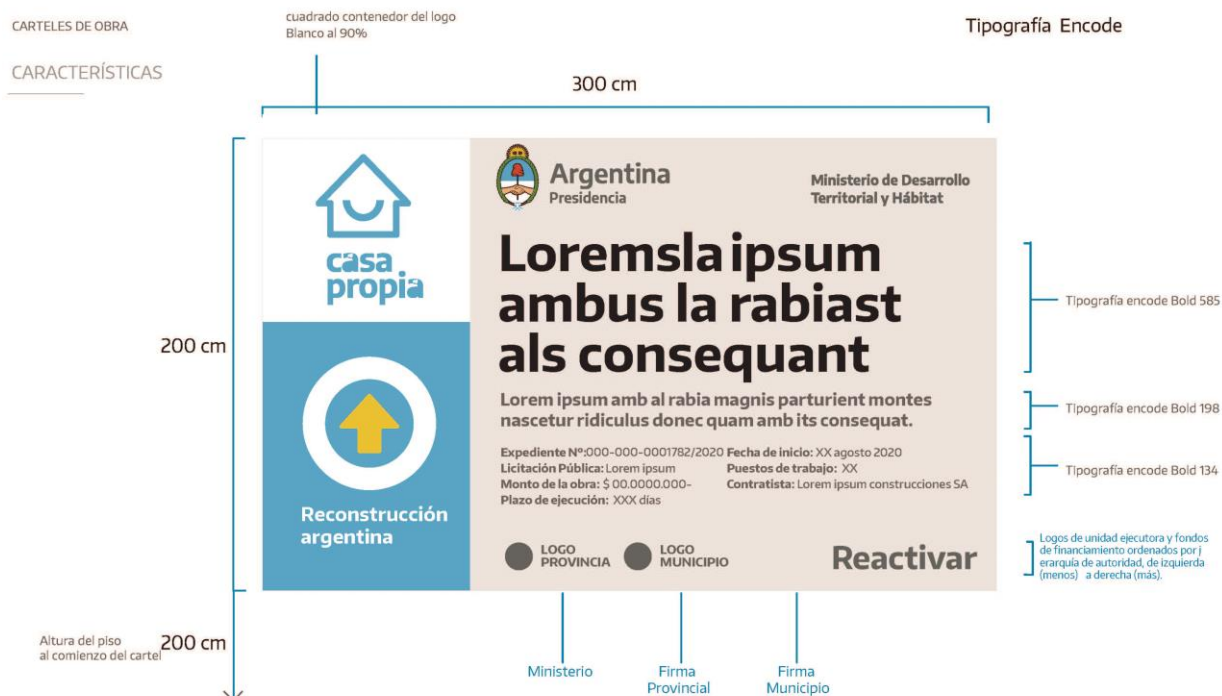 CARTELES DE OBRA
CARACTERÍSTICAS
cuadrado contenedor del logo
Blanco al 90%
Tipografía Encode
300 cm
200 cm
casa
propia
Reconstrucción
argentina
Argentina
Presidencia
Ministerio de Desarrollo
Territorial y Hábitat
Loremsla ipsum
ambus la rabiast
als consequant
Lorem ipsum amb al rabia magnis parturient montes
nascetur ridiculus donec quam amb its consequat.
Expediente Nº:000-000-0001782/2020 Fecha de inicio: XX agosto 2020
Licitación Pública: Lorem ipsum Puestos de trabajo: XX
Monto de la obra: $ 00.0000.000- Contratista: Lorem ipsum construcciones SA
Plazo de ejecución: XXX días
LOGO
PROVINCIA
LOGO
MUNICIPIO
Reactivar
Tipografía encode Bold 585
Tipografía encode Bold 198
Tipografía encode Bold 134
Logos de unidad ejecutora y fondos
de financiamiento ordenados por j
erarquía de autoridad, de izquierda
(menos) a derecha (más).
Altura del piso
al comienzo del cartel
200 cm
Ministerio
Firma
Provincial
Firma
Municipio